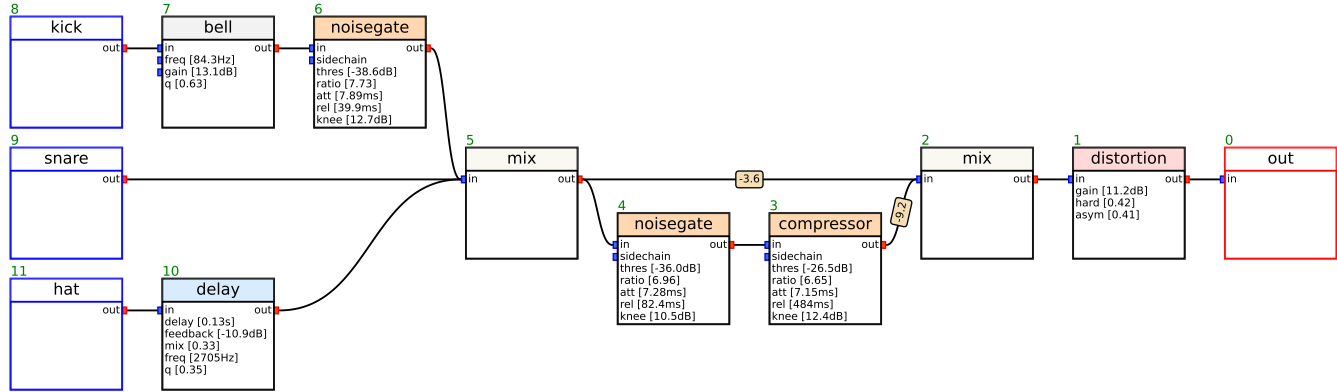 8
kick
out
7
bell
in out
freq [84.3Hz]
gain [13.1dB]
q [0.63]
6
noisegate
in out
sidechain
thres [-38.6dB]
ratio [7.73]
att [7.89ms]
rel [39.9ms]
knee [12.7dB]
9
snare
out
5
mix
in out
-3.6
2
mix
in out
1
distortion
in out
gain [11.2dB]
hard [0.42]
asym [0.41]
0
out
in
4
noisegate
in out
sidechain
thres [-36.0dB]
ratio [6.96]
att [7.28ms]
rel [82.4ms]
knee [10.5dB]
3
compressor
in out
sidechain
thres [-26.5dB]
ratio [6.65]
att [7.15ms]
rel [484ms]
knee [12.4dB]
-9.2
11
hat
out
10
delay
in out
delay [0.13s]
feedback [-10.9dB]
mix [0.33]
freq [2705Hz]
q [0.35]